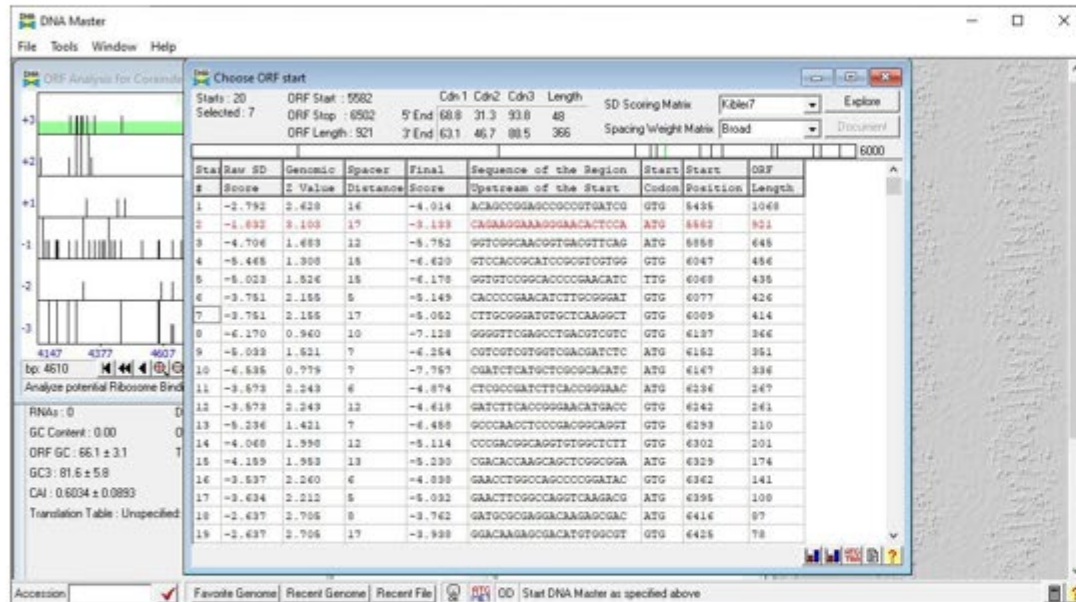 DNA Master
File Tools Window Help
Choose ORF start
Starts : 20 ORF Start : 5582 Cdn 1 Cdn2 Cdn3 Length SD Scoring Matrix Kibler7 Explore
Selected : 7 ORF Stop : 6502 5' End 68.8 31.3 93.8 48
ORF Length : 921 3' End 63.1 46.7 88.5 366 Spacing Weight Matrix Broad Document
6000
Raw SD Genomic Spacer Final Sequence of the Region Start Start ORF
# Score Z Value Distance Score Upstream of the Start Codon Position Length
1 -2.792 2.628 16 -4.014 ACAGCCGGAGCCGCCGTGATCG GTG 5435 1068
2 -1.832 3.103 17 -3.133 CAGAAGGAAAGGGAACACTCCA ATG 5582 921
3 -4.706 1.683 12 -5.752 GGTCGGCAACGGTGACGTTCAG ATG 5858 645
4 -5.465 1.308 15 -6.620 GTCCACCGCATCCGCGTCGTGG GTG 6047 456
5 -5.023 1.526 15 -6.178 GGTGTCCGGCACCCCGAACATC TTG 6068 435
6 -3.751 2.155 5 -5.149 CACCCCGAACATCTTGCGGGAT GTG 6077 426
7 -3.751 2.155 17 -5.052 CTTGCGGGATGTGCTCAAGGCT GTG 6089 414
8 -6.170 0.960 10 -7.128 GGGGTTCGAGCCTGACGTCGTC GTG 6137 366
9 -5.033 1.521 7 -6.254 CGTCGTCGTGGTCGACGATCTC ATG 6152 351
10 -6.535 0.779 7 -7.757 CGATCTCATGCTCGCGCACATC ATG 6167 336
11 -3.573 2.243 6 -4.874 CTCGCCGATCTTCACCGGGAAC ATG 6236 267
12 -3.573 2.243 12 -4.618 GATCTTCACCGGGAACATGACC GTG 6242 261
13 -5.236 1.421 7 -6.458 GCCCAACCTCCCGACGGCAGGT GTG 6293 210
14 -4.068 1.998 12 -5.114 CCCGACGGCAGGTGTGGCTCTT GTG 6302 201
15 -4.159 1.953 13 -5.230 CGACACCAAGCAGCTCGGCGGA ATG 6329 174
16 -3.537 2.260 6 -4.838 GAACCTGGCCAGCCCCGGATAC GTG 6362 141
17 -3.634 2.212 5 -5.032 GAACTTCGGCCAGGTCAAGACG ATG 6395 108
18 -2.637 2.705 8 -3.762 GATGCGCGAGGACAAGAGCGAC ATG 6416 87
19 -2.637 2.705 17 -3.938 GGACAAGAGCGACATGTGGCGT GTG 6425 78
+3
+2
+1
-1
-2
-3
4147 4377 4607
bp: 4610
Analyze potential Ribosome Bind
RNAs : 0
GC Content : 0.00
ORF GC : 66.1 ± 3.1
GC3 : 81.6 ± 5.8
CAI : 0.6034 ± 0.0893
Translation Table : Unspecified
Accession Favorite Genome Recent Genome Recent File OD Start DNA Master as specified above